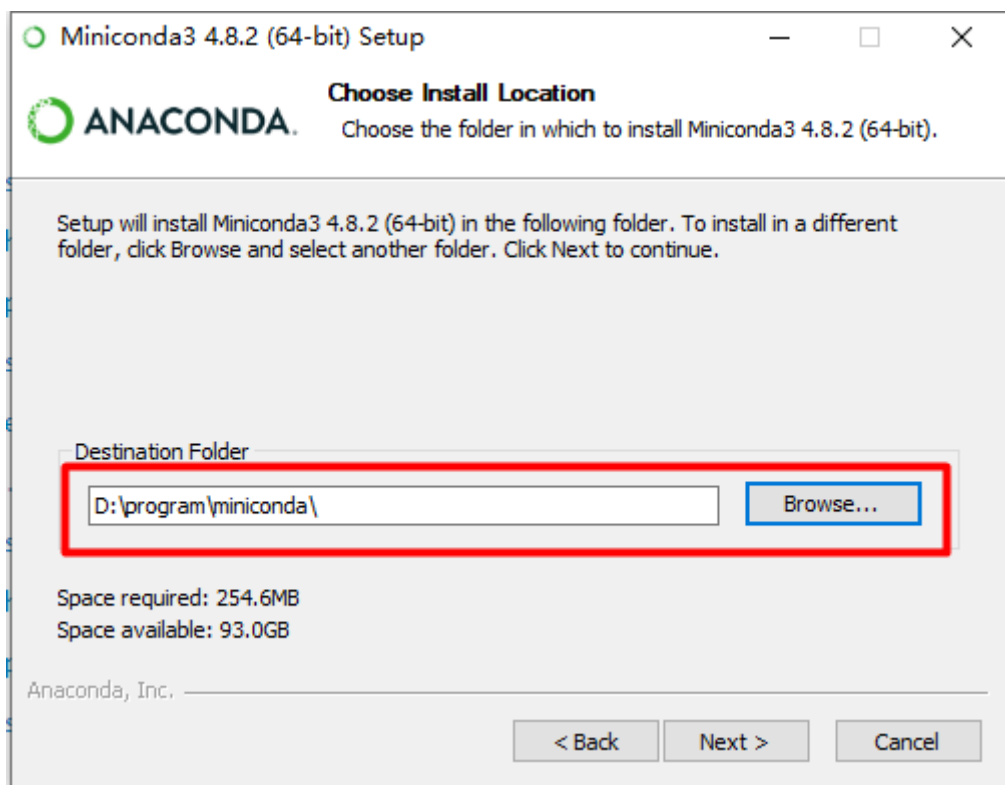 Miniconda3 4.8.2 (64-bit) Setup
ANACONDA.
Choose Install Location
Choose the folder in which to install Miniconda3 4.8.2 (64-bit).
Setup will install Miniconda3 4.8.2 (64-bit) in the following folder. To install in a different
folder, click Browse and select another folder. Click Next to continue.
Destination Folder
D:\program\miniconda\
Browse...
Space required: 254.6MB
Space available: 93.0GB
Anaconda, Inc.
< Back
Next >
Cancel